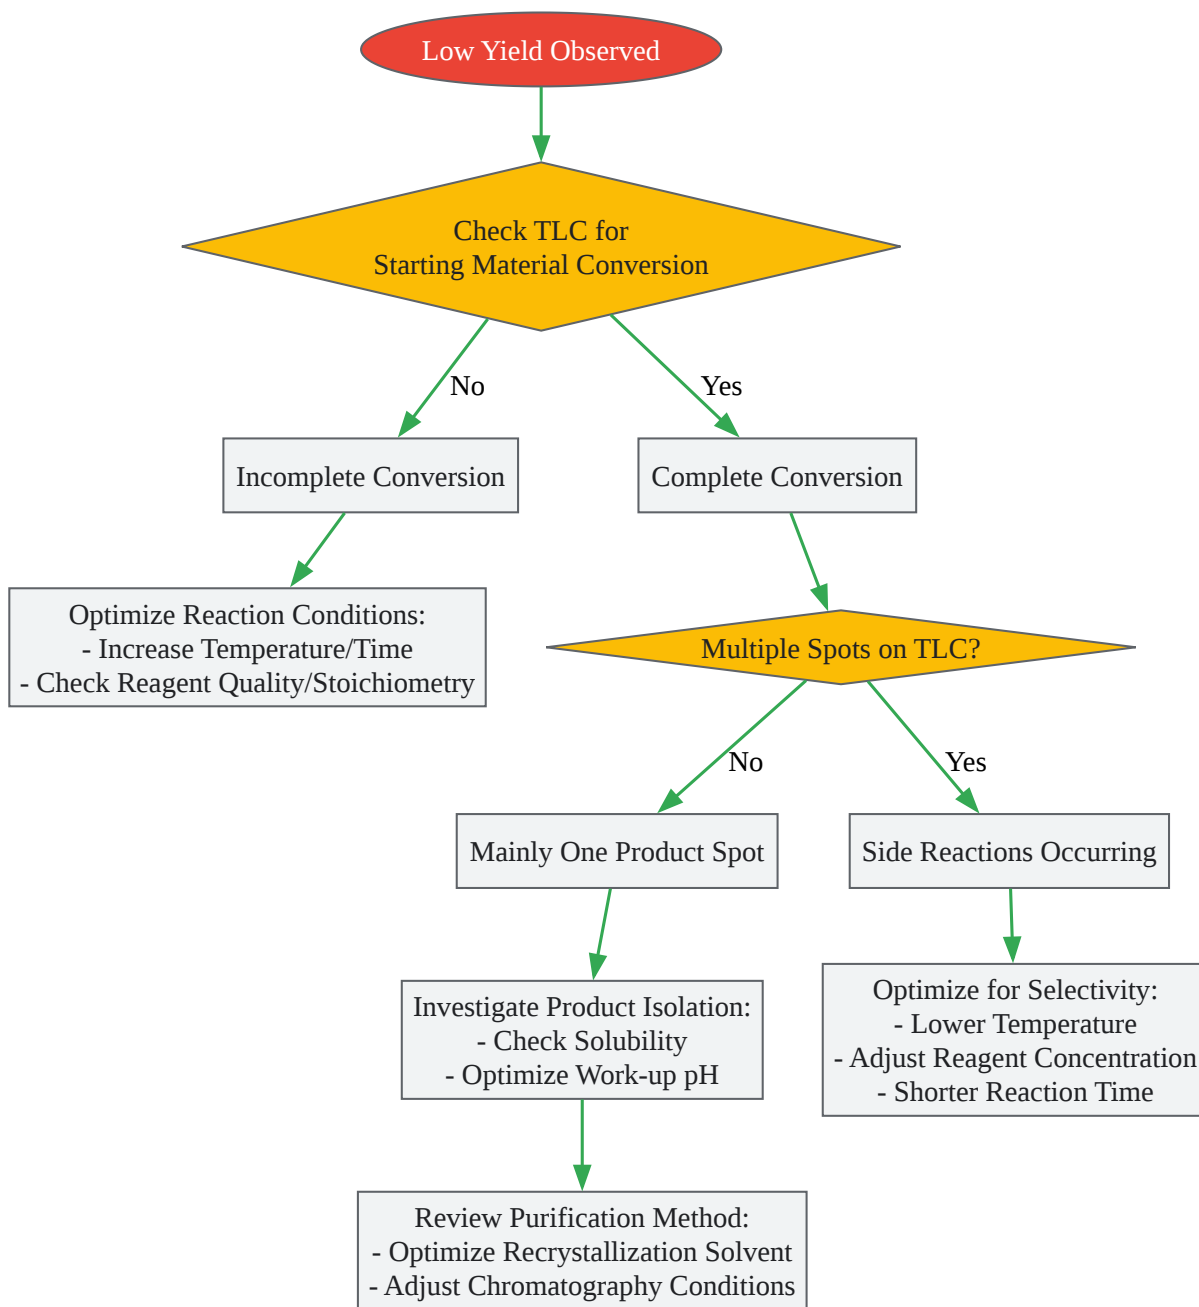 Low Yield Observed
Check TLC for
Starting Material Conversion
No
Yes
Incomplete Conversion
Complete Conversion
Optimize Reaction Conditions:
- Increase Temperature/Time
- Check Reagent Quality/Stoichiometry
Multiple Spots on TLC?
No
Yes
Mainly One Product Spot
Side Reactions Occurring
Investigate Product Isolation:
- Check Solubility
- Optimize Work-up pH
Optimize for Selectivity:
- Lower Temperature
- Adjust Reagent Concentration
- Shorter Reaction Time
Review Purification Method:
- Optimize Recrystallization Solvent
- Adjust Chromatography Conditions